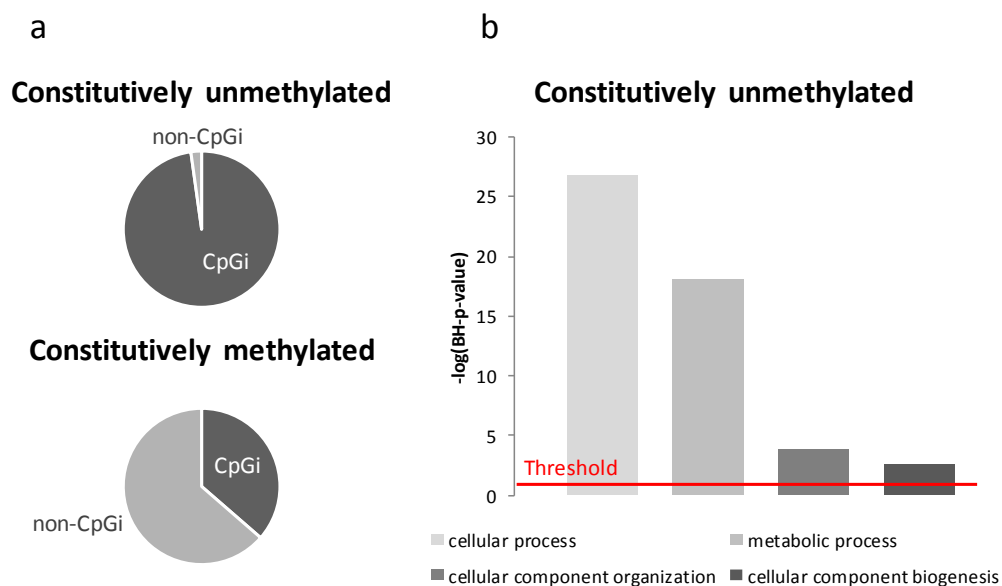 a
Constitutively unmethylated
non-CpGi
CpGi
Constitutively methylated
CpGi
non-CpGi
b
Constitutively unmethylated
-log(BH-p-value)
30
25
20
15
10
5
0
Threshold
cellular process
metabolic process
cellular component organization
cellular component biogenesis